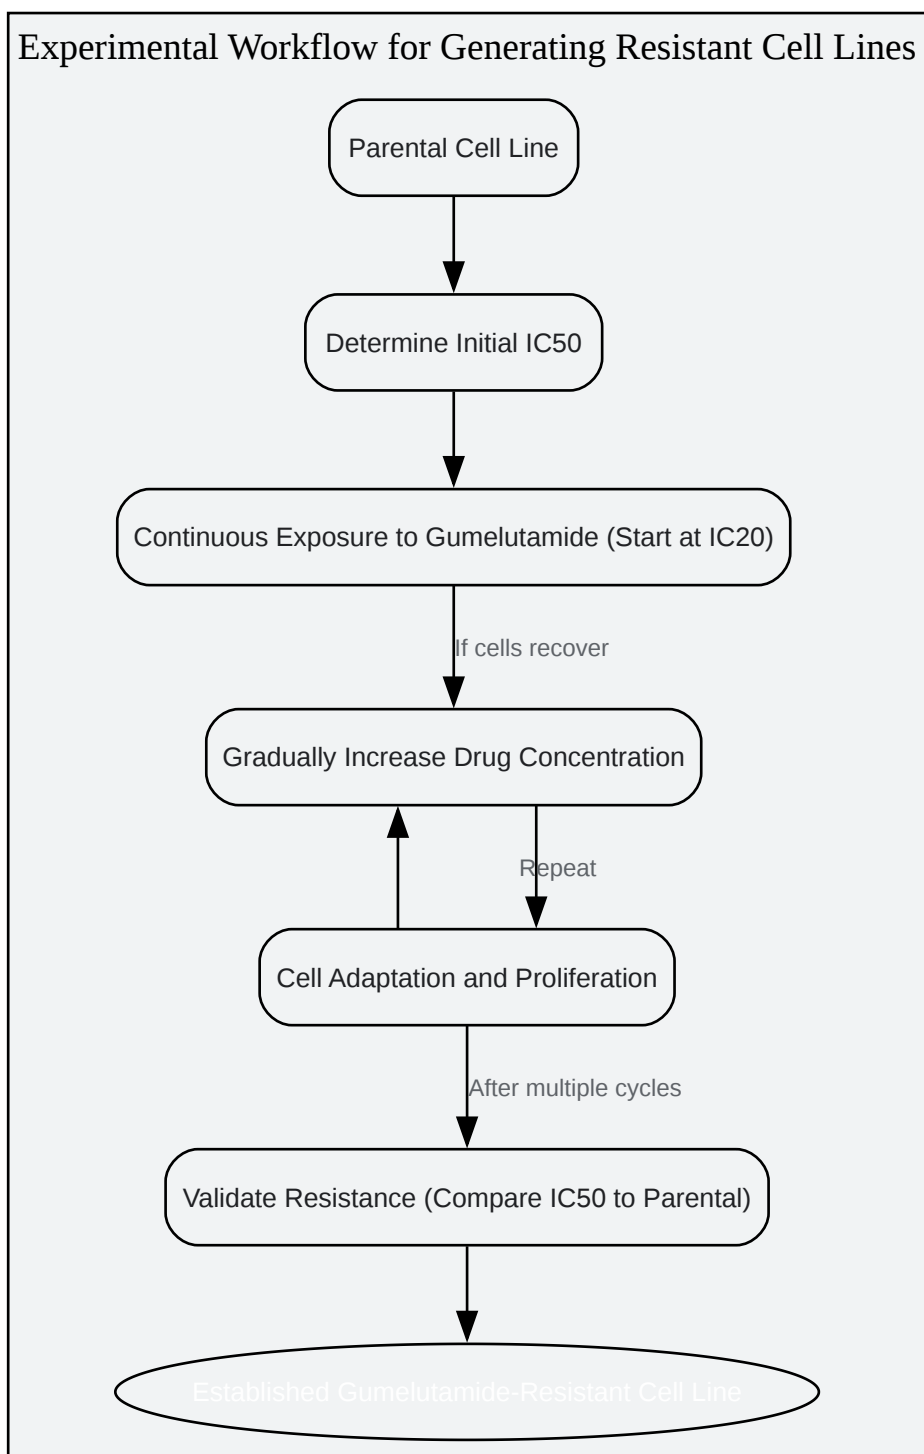 Experimental Workflow for Generating Resistant Cell Lines
Parental Cell Line
Determine Initial IC50
Continuous Exposure to Gumelutamide (Start at IC20)
If cells recover
Gradually Increase Drug Concentration
Repeat
Cell Adaptation and Proliferation
After multiple cycles
Validate Resistance (Compare IC50 to Parental)
Established Gumelutamide-Resistant Cell Line